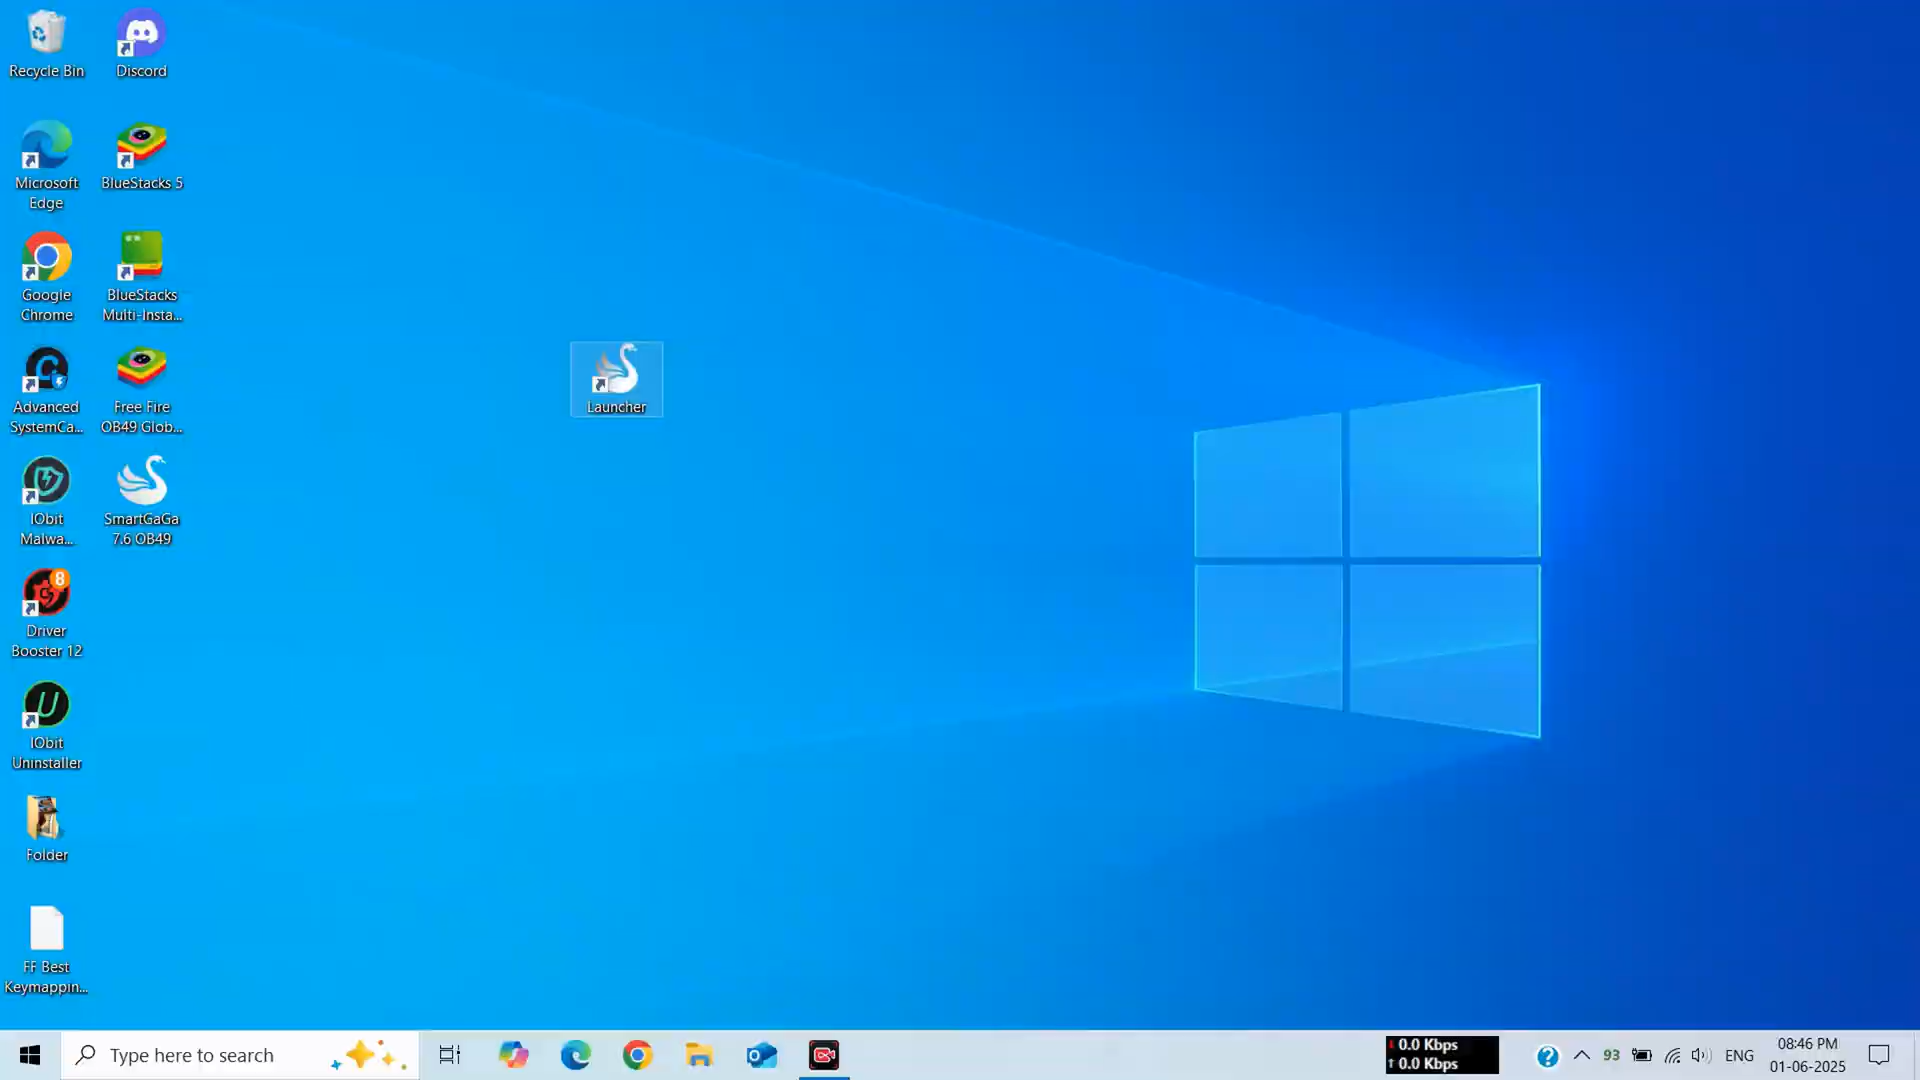 Recycle Bin
Discord
Microsoft
Edge
BlueStacks 5
Google
Chrome
BlueStacks
Multi-Insta...
Advanced
SystemCa...
Free Fire
OB49 Glob...
Launcher
IObit
Malwa...
SmartGaGa
7.6 OB49
8
Driver
Booster 12
IObit
Uninstaller
Folder
FF Best
Keymappin...
Type here to search
0.0 Kbps
0.0 Kbps
93
ENG
08:46 PM
01-06-2025